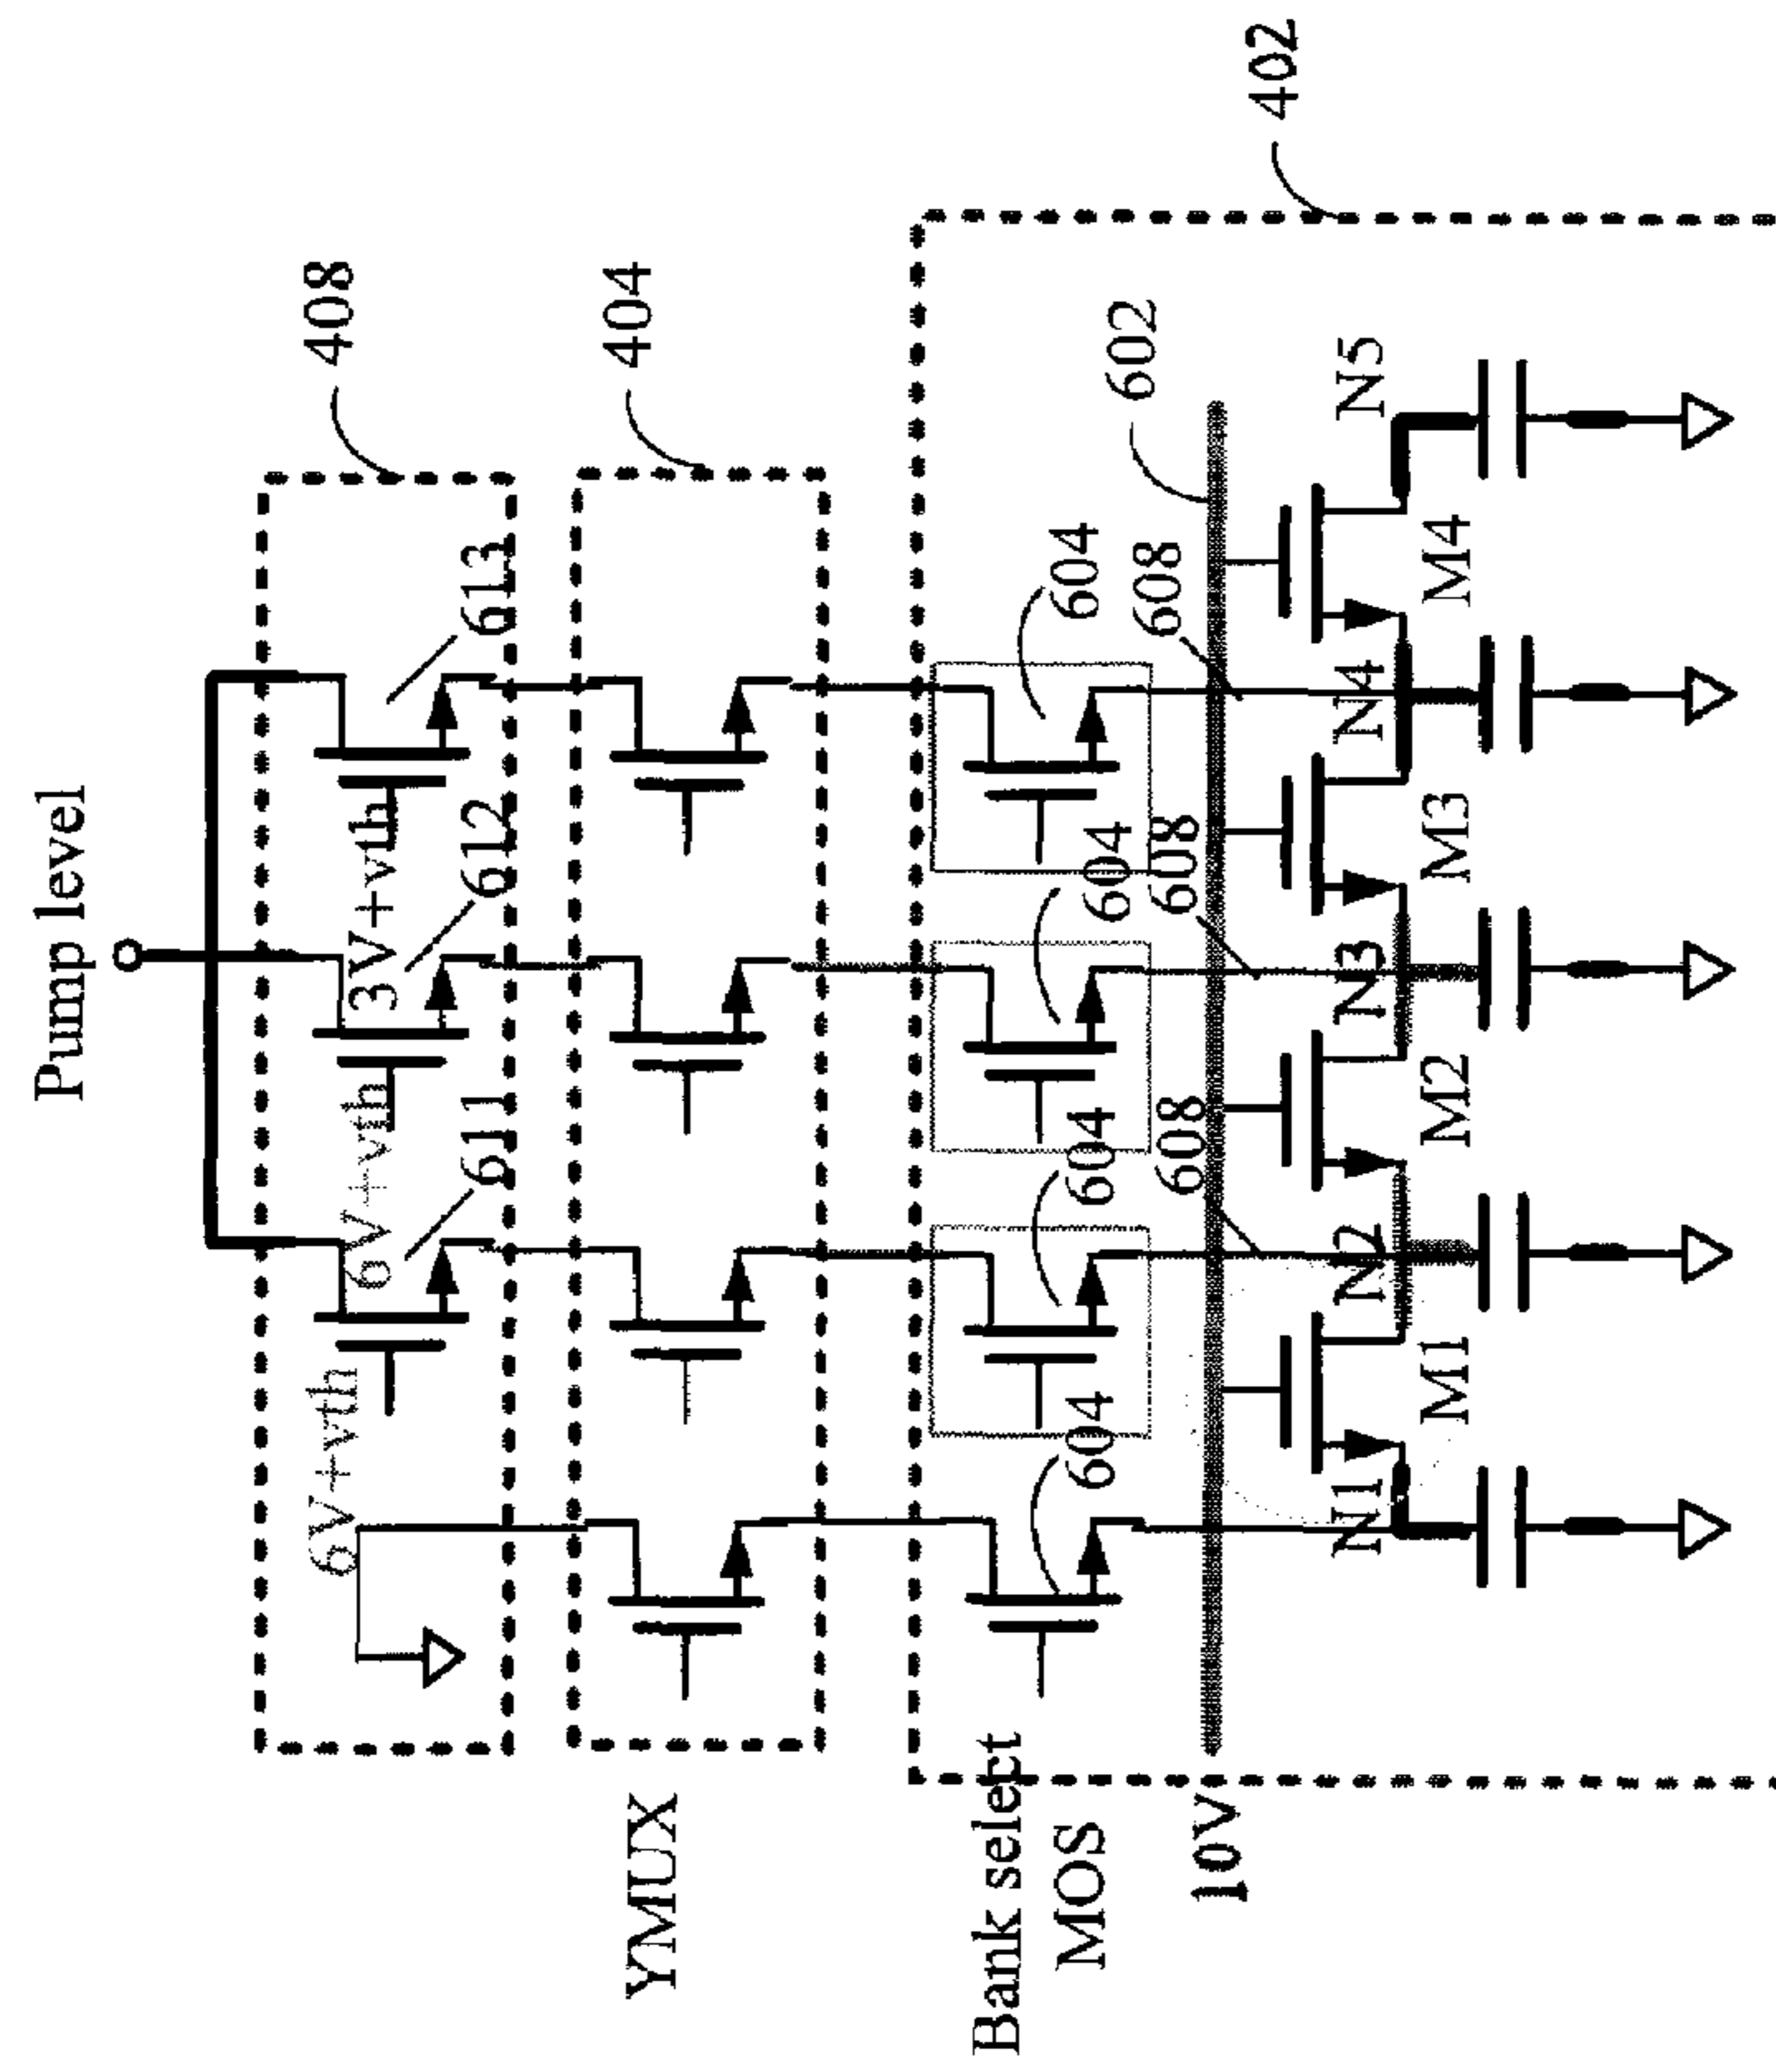 Pump level
408
6V+vth
6V+vth
3V+vth
611
612
613
YMUX
404
402
Bank select
MOS
604
604
604
604
608
608
608
10V
602
N1
N2
N3
N4
N5
M1
M2
M3
M4